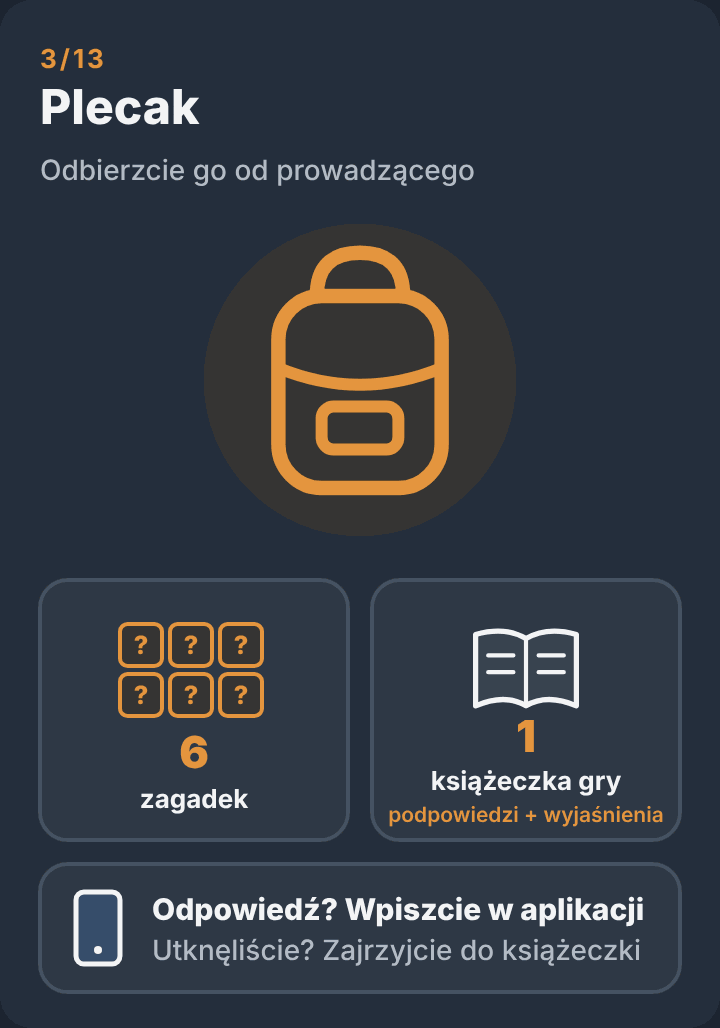 3/13
Plecak
Odbierzcie go od prowadzącego
? ? ?
? ? ?
6
zagadek
1
książeczka gry
podpowiedzi + wyjaśnienia
Odpowiedź? Wpiszcie w aplikacji
Utknęliście? Zajrzyjcie do książeczki